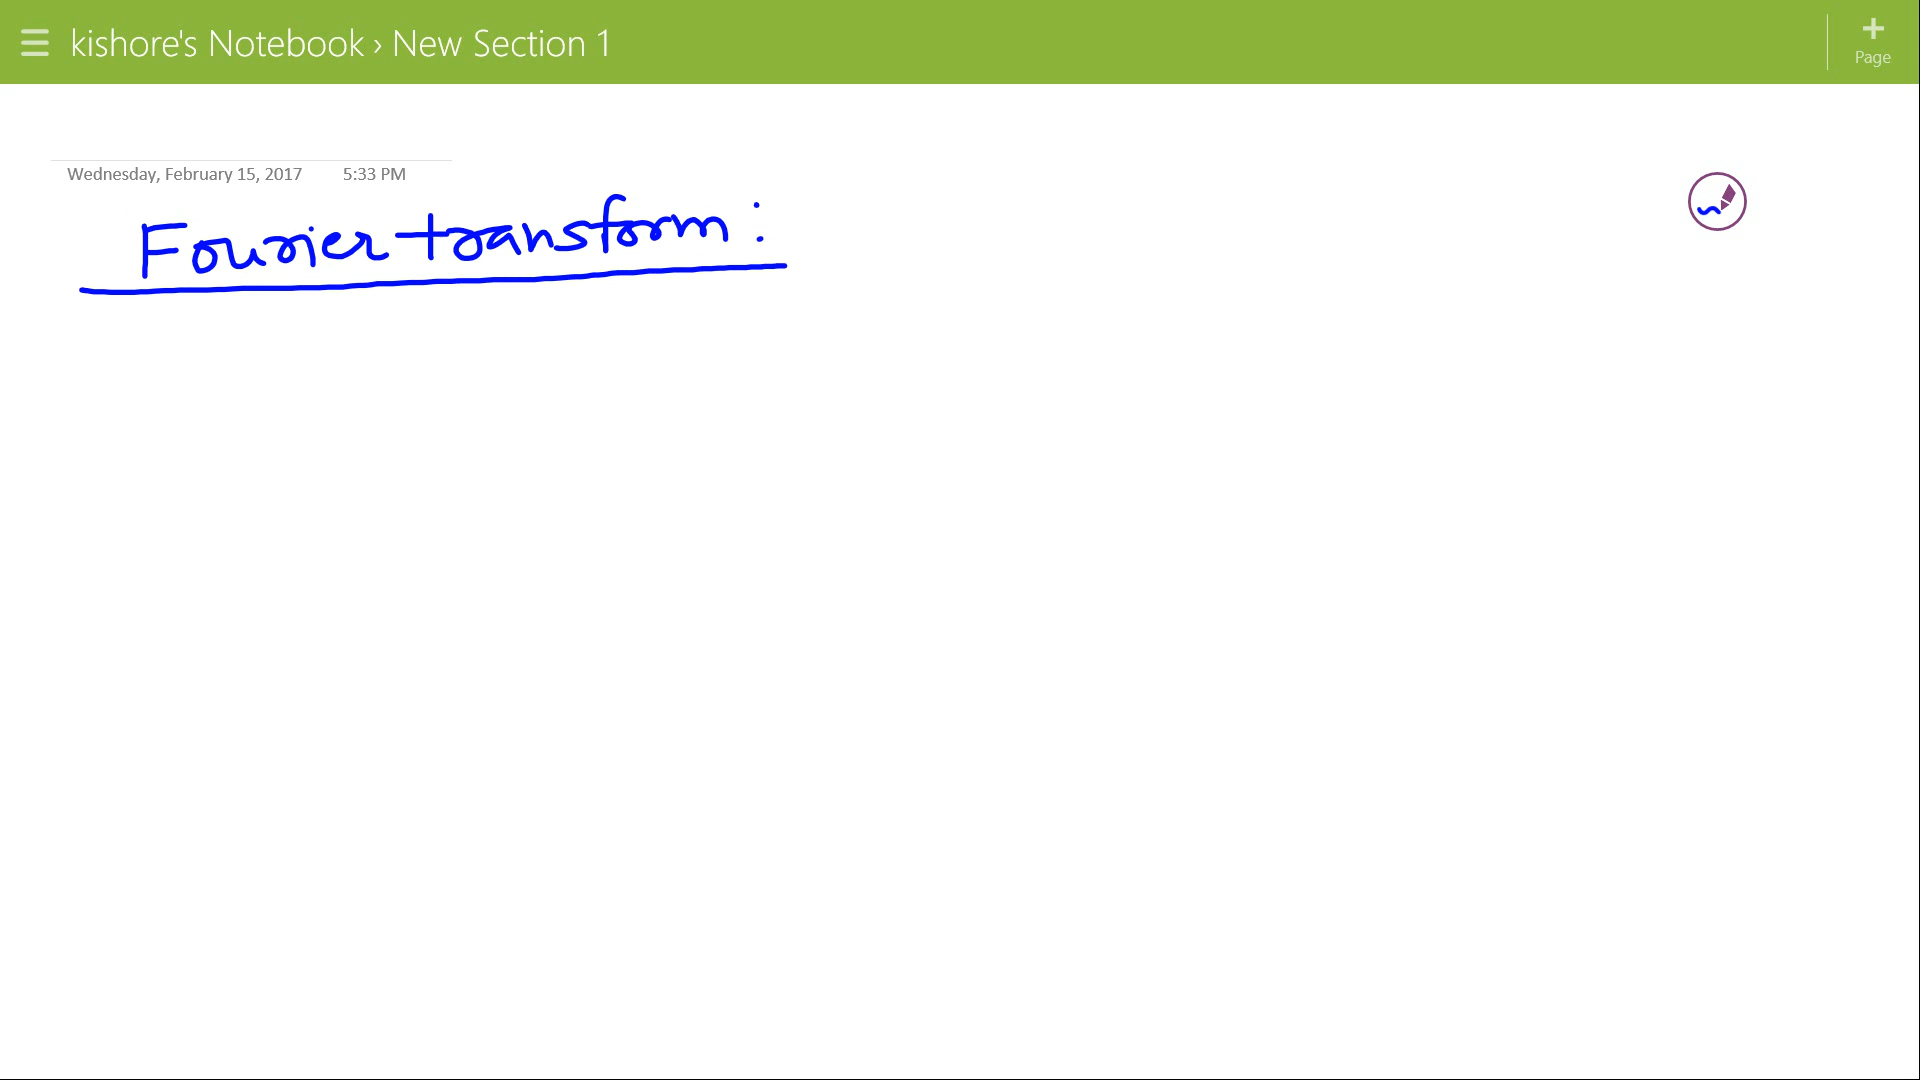 kishore's Notebook › New Section 1
Page
Wednesday, February 15, 2017 5:33 PM
Fourier transform :